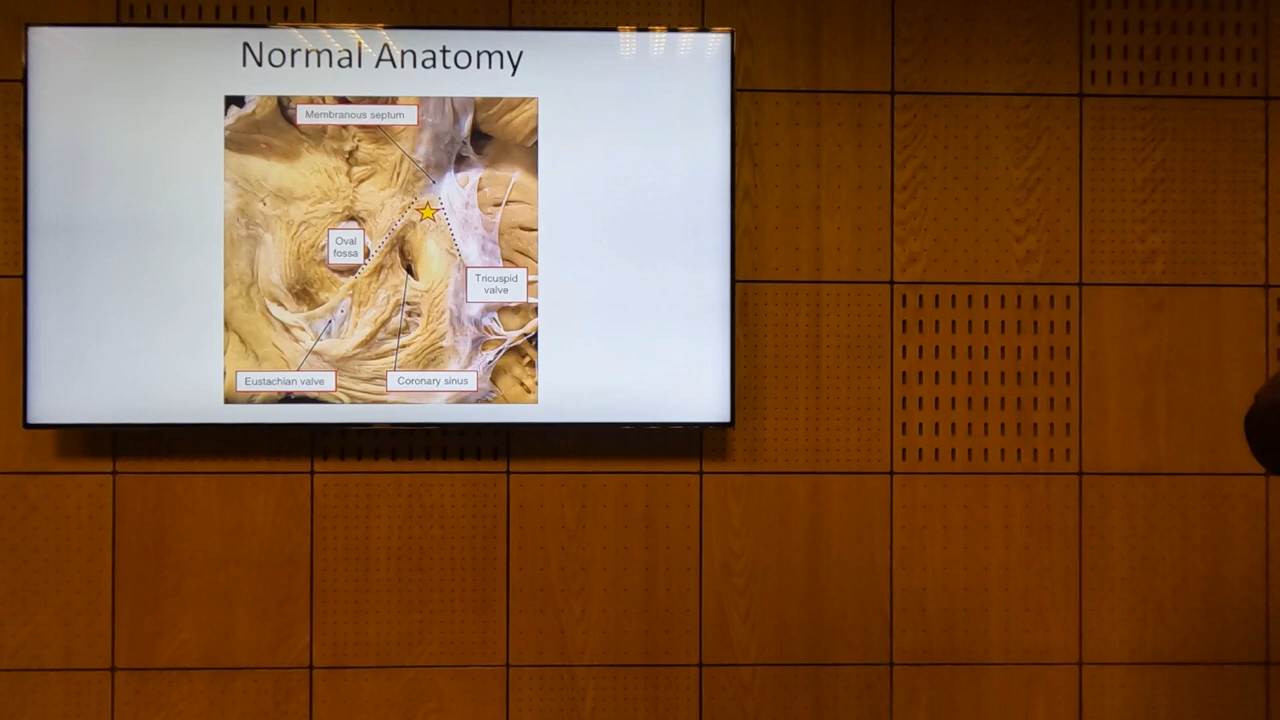 Normal Anatomy
Membranous septum
Oval
fossa
Tricuspid
valve
Eustachian valve
Coronary sinus